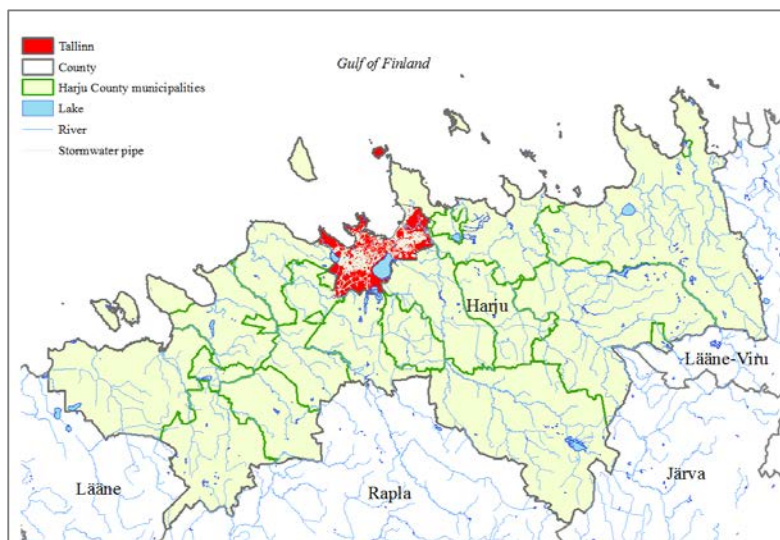 Tallinn
County
Harju County municipalities
Lake
River
Stormwater pipe
Gulf of Finland
Harju
Lääne-Viru
Lääne
Rapla
Järva